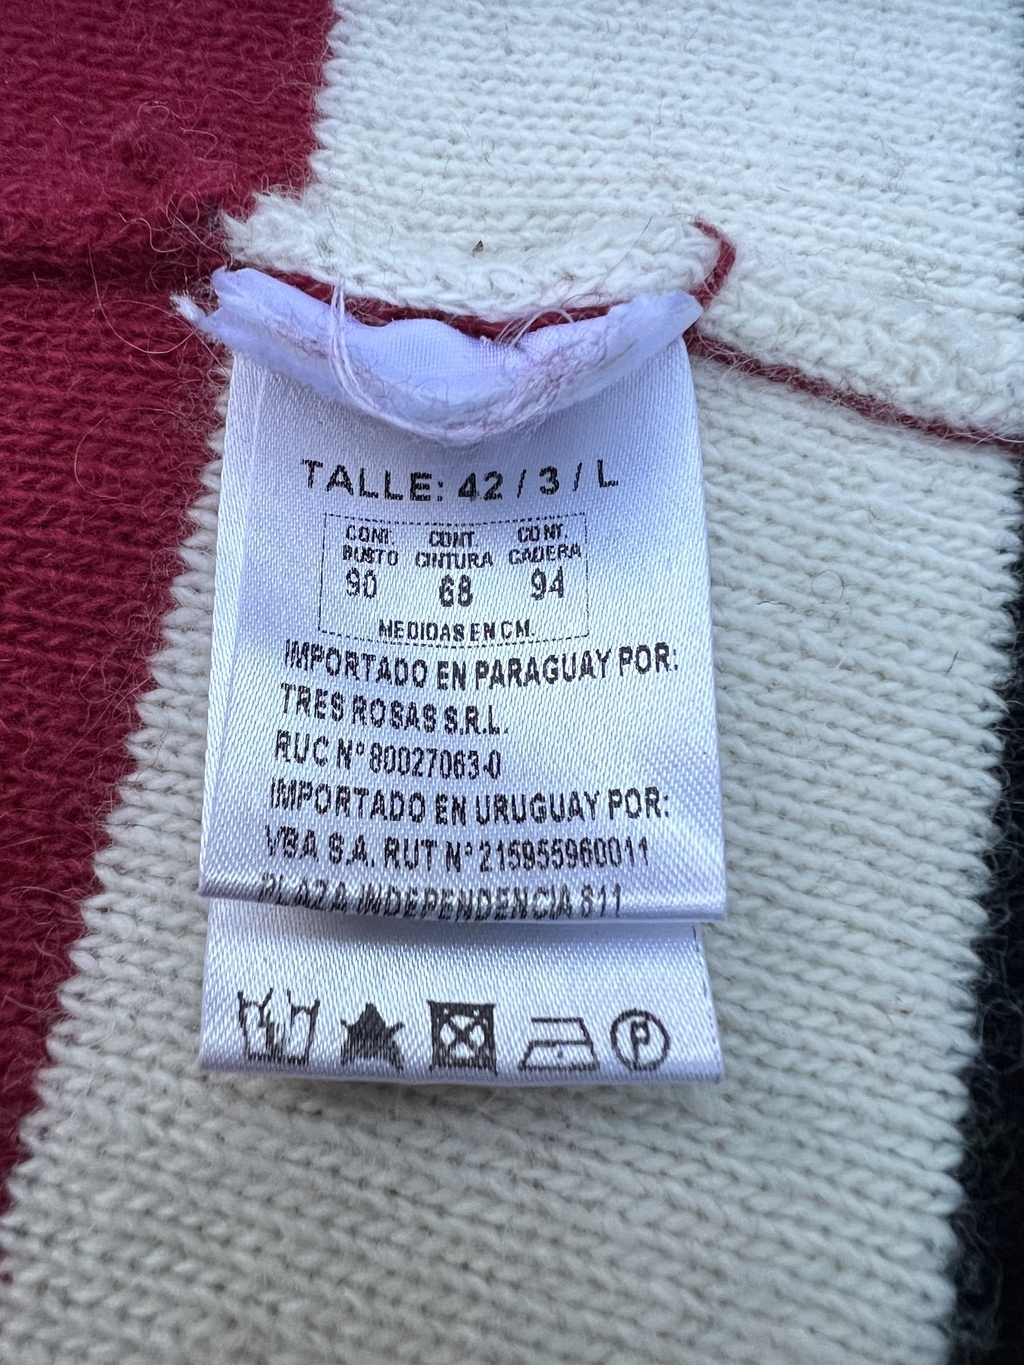 TALLE: 42 / 3 / L
CONT. CONT. CONT.
BUSTO CINTURA CADERA
90 68 94
MEDIDAS EN CM.
IMPORTADO EN PARAGUAY POR:
TRES ROSAS S.R.L.
RUC N° 80027063-0
IMPORTADO EN URUGUAY POR:
VBA S.A. RUT N° 215955960011
PLAZA INDEPENDENCIA 811
P